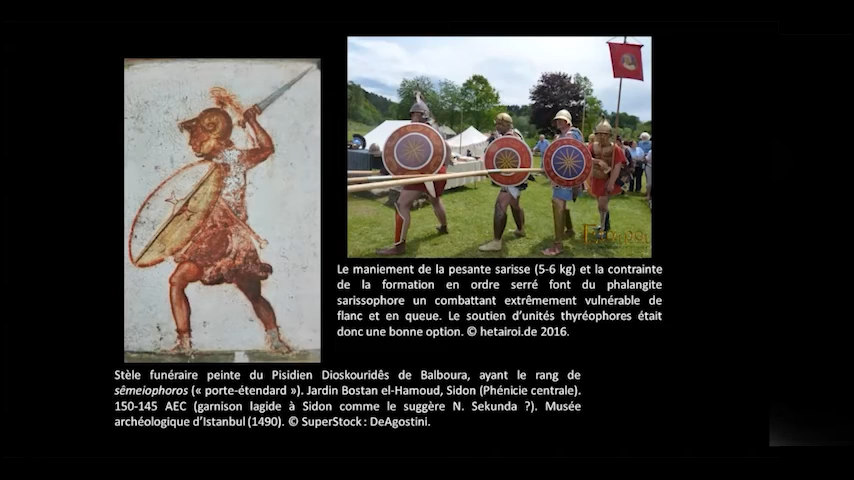 Le maniement de la pesante sarisse (5-6 kg) et la contrainte
de la formation en ordre serré font du phalangite
sarissophore un combattant extrêmement vulnérable de
flanc et en queue. Le soutien d'unités thyréophores était
donc une bonne option. © hetairoi.de 2016.
Stèle funéraire peinte du Pisidien Dioskouridês de Balboura, ayant le rang de
sêmeiophoros (« porte-étendard »). Jardin Bostan el-Hamoud, Sidon (Phénicie centrale).
150-145 AEC (garnison lagide à Sidon comme le suggère N. Sekunda ?). Musée
archéologique d'Istanbul (1490). © SuperStock : DeAgostini.